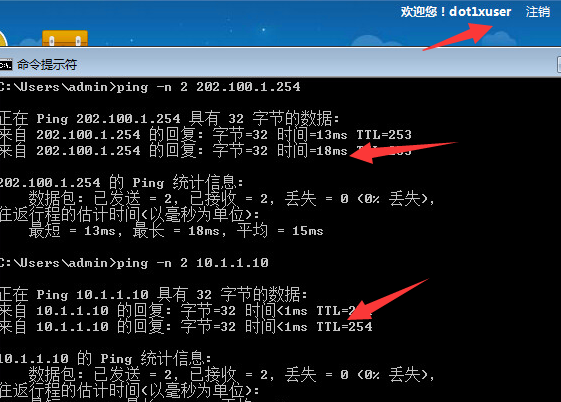 欢迎您！dot1xuser 注销
命令提示符
C:\Users\admin>ping -n 2 202.100.1.254
正在 Ping 202.100.1.254 具有 32 字节的数据:
来自 202.100.1.254 的回复: 字节=32 时间=13ms TTL=253
来自 202.100.1.254 的回复: 字节=32 时间=18ms
202.100.1.254 的 Ping 统计信息:
数据包: 已发送 = 2，已接收 = 2，丢失 = 0 (0% 丢失)，
往返行程的估计时间(以毫秒为单位):
最短 = 13ms，最长 = 18ms，平均 = 15ms
C:\Users\admin>ping -n 2 10.1.1.10
正在 Ping 10.1.1.10 具有 32 字节的数据:
来自 10.1.1.10 的回复: 字节=32 时间<1ms
来自 10.1.1.10 的回复: 字节=32 时间<1ms TTL=254
10.1.1.10 的 Ping 统计信息:
数据包: 已发送 = 2，已接收 = 2，丢失 = 0 (0% 丢失)，
往返行程的估计时间(以毫秒为单位):